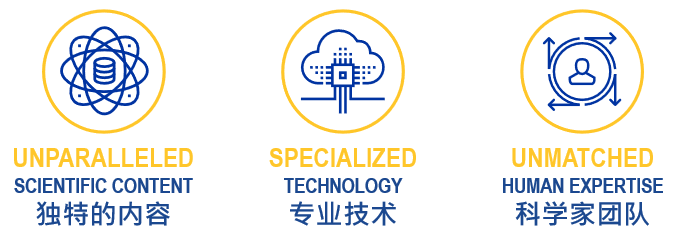 UNPARALLELED
SCIENTIFIC CONTENT
独特的内容
SPECIALIZED
TECHNOLOGY
专业技术
UNMATCHED
HUMAN EXPERTISE
科学家团队